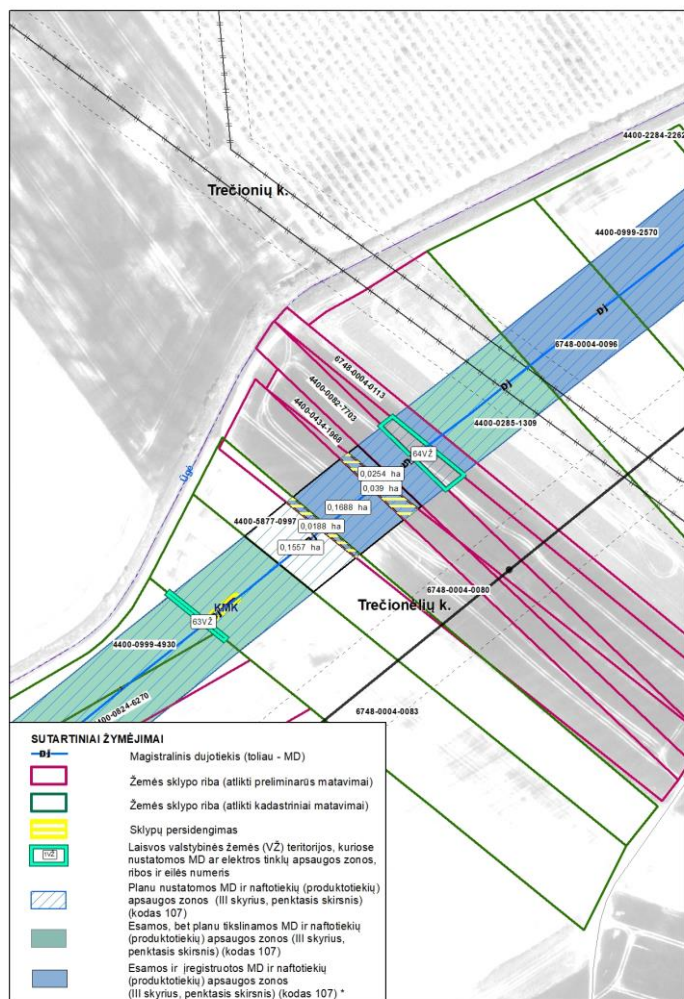 4400-2284-2262
Trečionių k.
4400-0999-2570
6748-0004-0096
Dj
6748-0004-0113
Dj
4400-0082-7703
4400-0285-1309
4400-0434-1968
64VŽ
Dj
0,0254 ha
0,039 ha
Ūgė
0,1688 ha
4400-5877-0997
0,0188 ha
0,1557 ha
6748-0004-0080
Trečionėlių k.
KMK
63VŽ
4400-0999-4930
6748-0004-0083
SUTARTINIAI ŽYMĖJIMAI
Dj Magistralinis dujotiekis (toliau - MD)
Žemės sklypo riba (atlikti preliminarūs matavimai)
Žemės sklypo riba (atlikti kadastriniai matavimai)
Sklypų persidengimas
Laisvos valstybinės žemės (VŽ) teritorijos, kuriose
nustatomos MD ar elektros tinklų apsaugos zonos,
ribos ir eilės numeris
Planu nustatomos MD ir naftotiekių (produktotiekių)
apsaugos zonos (III skyrius, penktasis skirsnis)
(kodas 107)
Esamos, bet planu tikslinamos MD ir naftotiekių
(produktotiekių) apsaugos zonos (III skyrius,
penktasis skirsnis) (kodas 107)
Esamos ir įregistruotos MD ir naftotiekių
(produktotiekių) apsaugos zonos
(III skyrius, penktasis skirsnis) (kodas 107) *